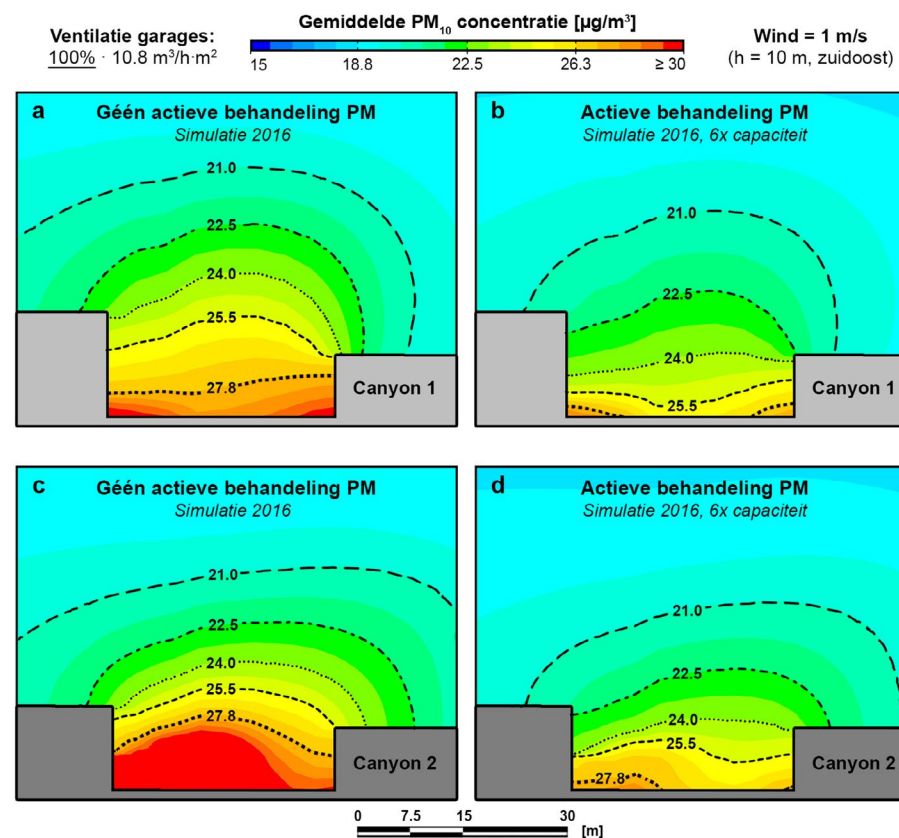 Ventilatie garages:
100% · 10.8 m³/h·m²
Gemiddelde PM₁₀ concentratie [µg/m³]
15 18.8 22.5 26.3 ≥ 30
Wind = 1 m/s
(h = 10 m, zuidoost)
a
Géén actieve behandeling PM
Simulatie 2016
21.0
22.5
24.0
25.5
27.8
Canyon 1
b
Actieve behandeling PM
Simulatie 2016, 6x capaciteit
21.0
22.5
24.0
25.5
Canyon 1
c
Géén actieve behandeling PM
Simulatie 2016
21.0
22.5
24.0
25.5
27.8
Canyon 2
d
Actieve behandeling PM
Simulatie 2016, 6x capaciteit
21.0
22.5
24.0
25.5
27.8
Canyon 2
0 7.5 15 30 [m]